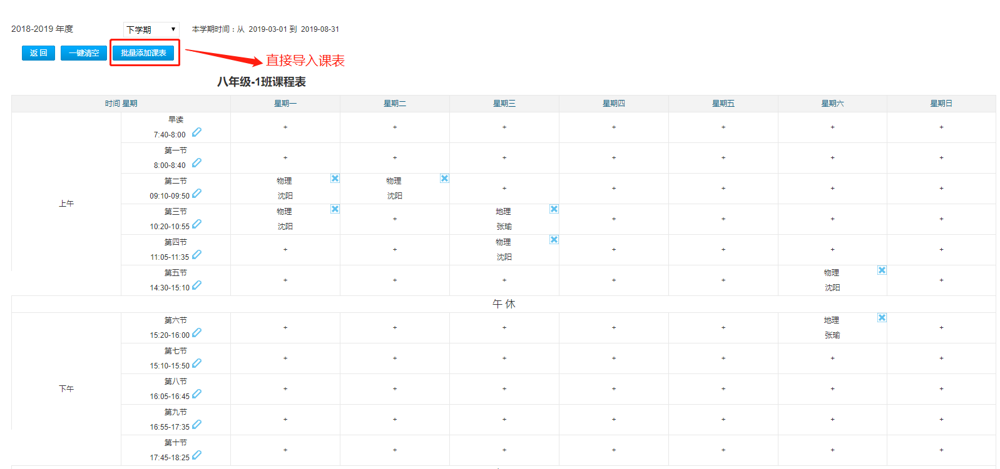 2018-2019 年度 下学期 本学期时间：从 2019-03-01 到 2019-08-31
返 回 一键清空 批量添加课表
直接导入课表
八年级-1班课程表
时间 星期 星期一 星期二 星期三 星期四 星期五 星期六 星期日
上午
早读
7:40-8:00 + + + + + + +
第一节
8:00-8:40 + + + + + + +
第二节 物理 物理
09:10-09:50 沈阳 沈阳 + + + + +
第三节 物理 地理
10:20-10:55 沈阳 + 张瑜 + + + +
第四节 物理
11:05-11:35 + + 沈阳 + + + +
第五节 物理
14:30-15:10 + + + + + 沈阳 +
午 休
下午
第六节 地理
15:20-16:00 + + + + + 张瑜 +
第七节
15:10-15:50 + + + + + + +
第八节
16:05-16:45 + + + + + + +
第九节
16:55-17:35 + + + + + + +
第十节
17:45-18:25 + + + + + + +